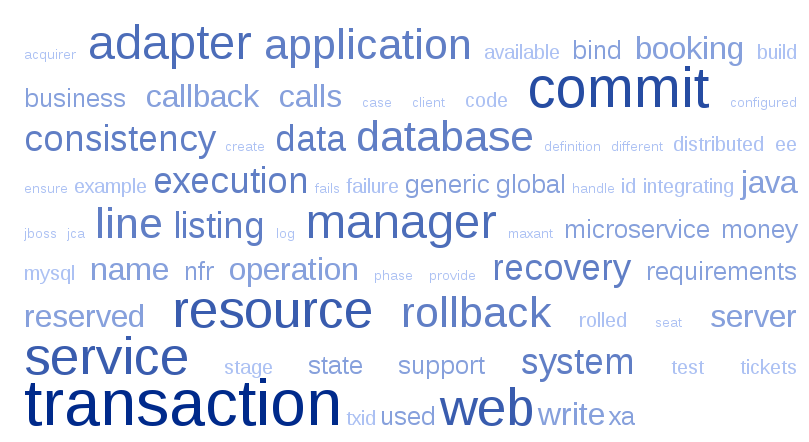 acquirer adapter application available bind booking build
business callback calls case client code commit configured
consistency create data database definition different distributed ee
ensure example execution fails failure generic global handle id integrating java
jboss jca line listing log manager maxant microservice money
mysql name nfr operation phase provide recovery requirements
reserved resource rollback rolled seat server
service stage state support system test tickets
transaction txid used web write xa